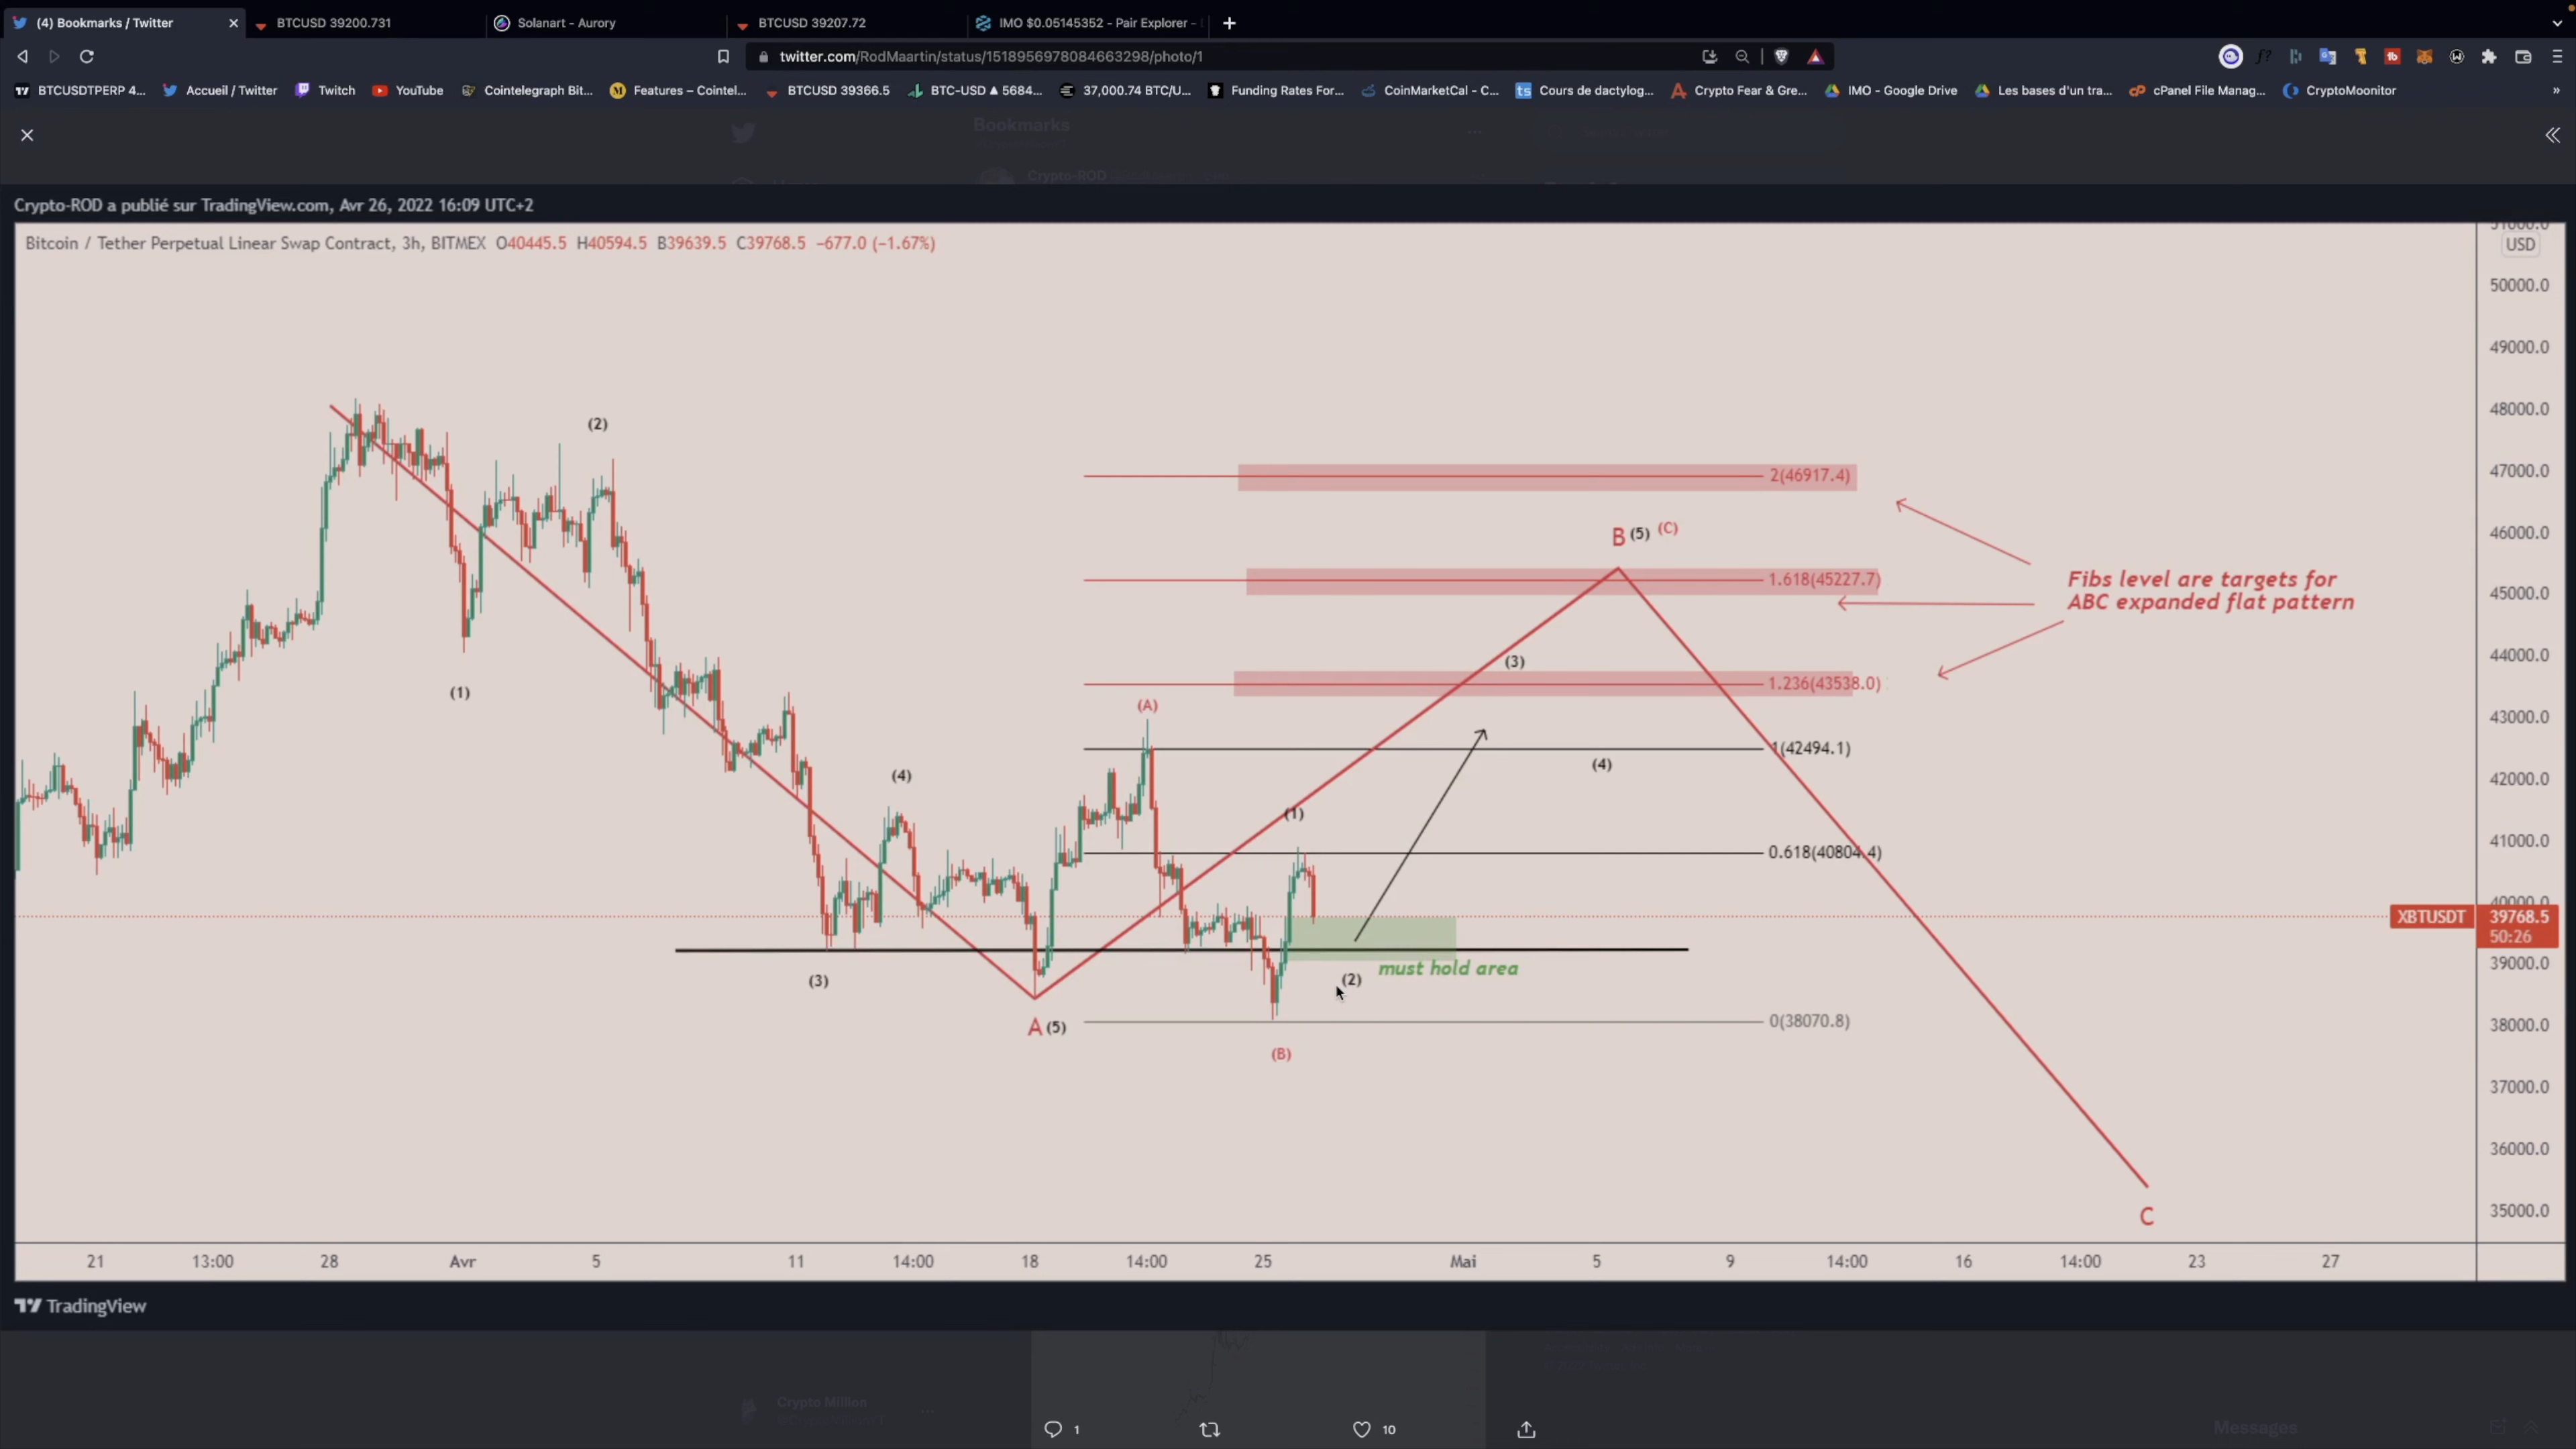 (4) Bookmarks / Twitter
BTCUSD 39200.731
Solanart - Aurory
BTCUSD 39207.72
IMO $0.05145352 - Pair Explorer -
twitter.com/RodMaartin/status/1518956978084663298/photo/1
BTCUSDTPERP 4...
Accueil / Twitter
Twitch
YouTube
Cointelegraph Bit...
Features – Cointel...
BTCUSD 39366.5
BTC-USD ▲ 5684...
37,000.74 BTC/U...
Funding Rates For...
CoinMarketCal - C...
Cours de dactylog...
Crypto Fear & Gre...
IMO - Google Drive
Les bases d'un tra...
cPanel File Manag...
CryptoMoonitor
Bookmarks
Crypto-ROD
Crypto-ROD a publié sur TradingView.com, Avr 26, 2022 16:09 UTC+2
Bitcoin / Tether Perpetual Linear Swap Contract, 3h, BITMEX O40445.5 H40594.5 B39639.5 C39768.5 −677.0 (−1.67%)
51000.0
USD
50000.0
49000.0
48000.0
(2)
47000.0
2(46917.4)
46000.0
B (5) (C)
1.618(45227.7)
Fibs level are targets for
ABC expanded flat pattern
45000.0
44000.0
(3)
(1)
1.236(43538.0)
(A)
43000.0
1(42494.1)
(4)
(4)
42000.0
(1)
41000.0
0.618(40804.4)
40000.0
XBTUSDT 39768.5
50:26
39000.0
must hold area
(3)
(2)
A (5)
0(38070.8)
38000.0
(B)
37000.0
36000.0
35000.0
C
21 13:00 28 Avr 5 11 14:00 18 14:00 25 Mai 5 9 14:00 16 14:00 23 27
TradingView
Crypto Million
1
10
Messages